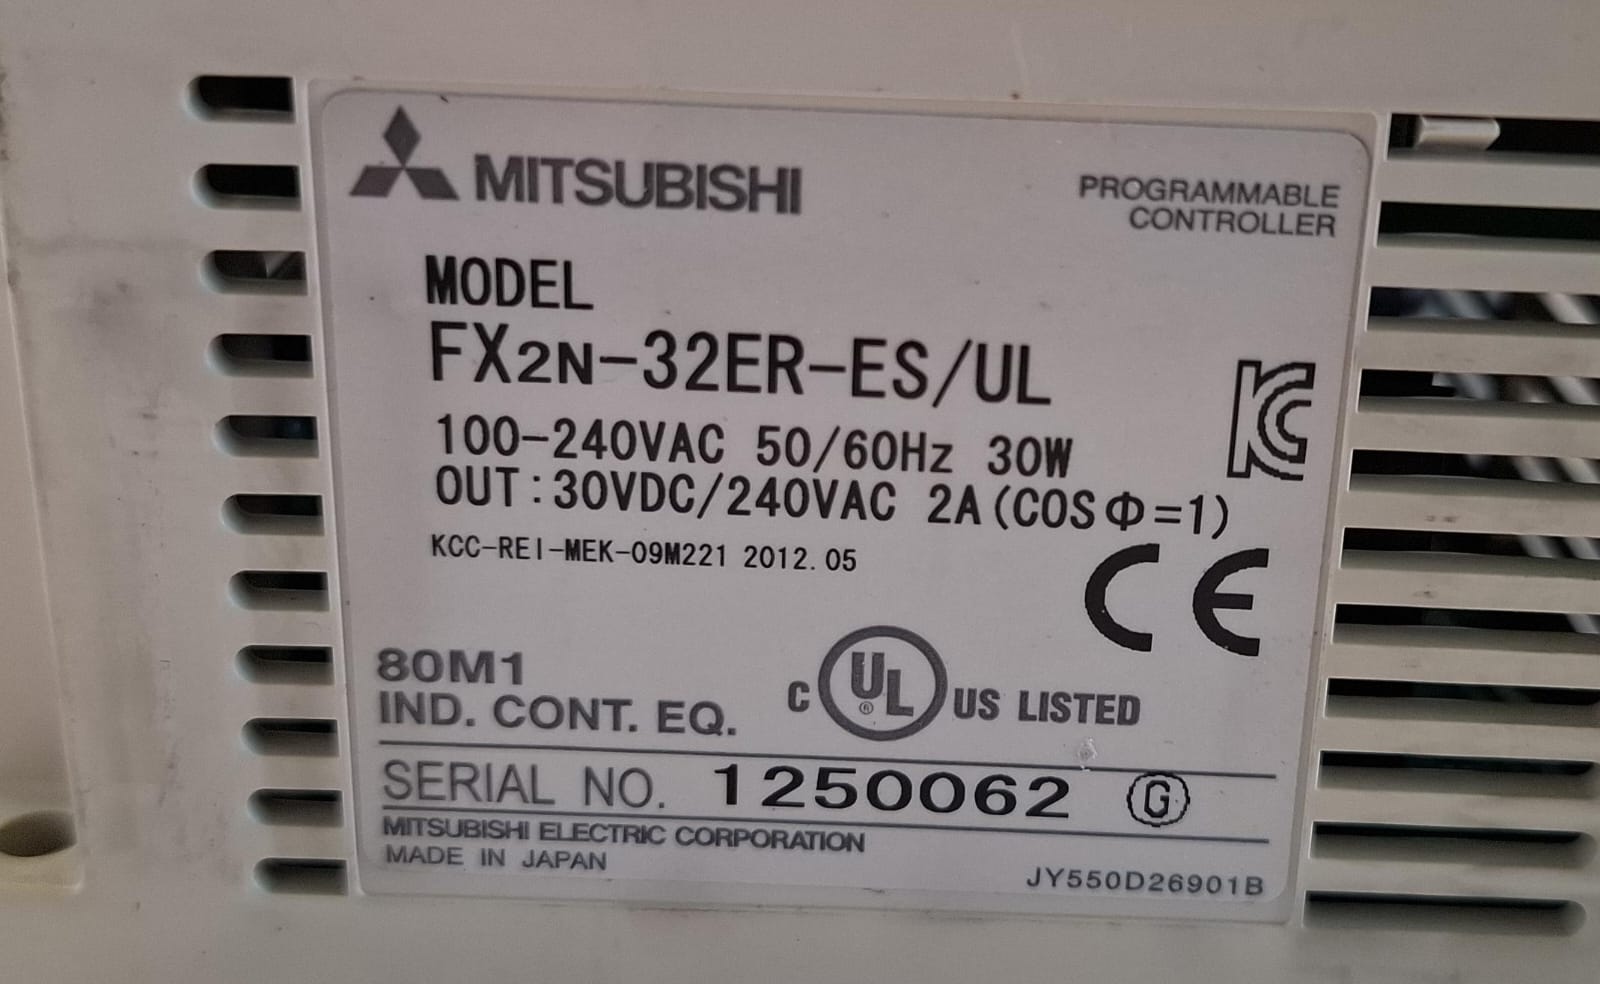 MITSUBISHI
PROGRAMMABLE
CONTROLLER
MODEL
FX2N-32ER-ES/UL
100-240VAC 50/60Hz 30W
OUT:30VDC/240VAC 2A(COSΦ=1)
KCC-REI-MEK-09M221 2012.05
CE
80M1
IND. CONT. EQ.
C UL® US LISTED
SERIAL NO. 1250062 G
MITSUBISHI ELECTRIC CORPORATION
MADE IN JAPAN
JY550D26901B